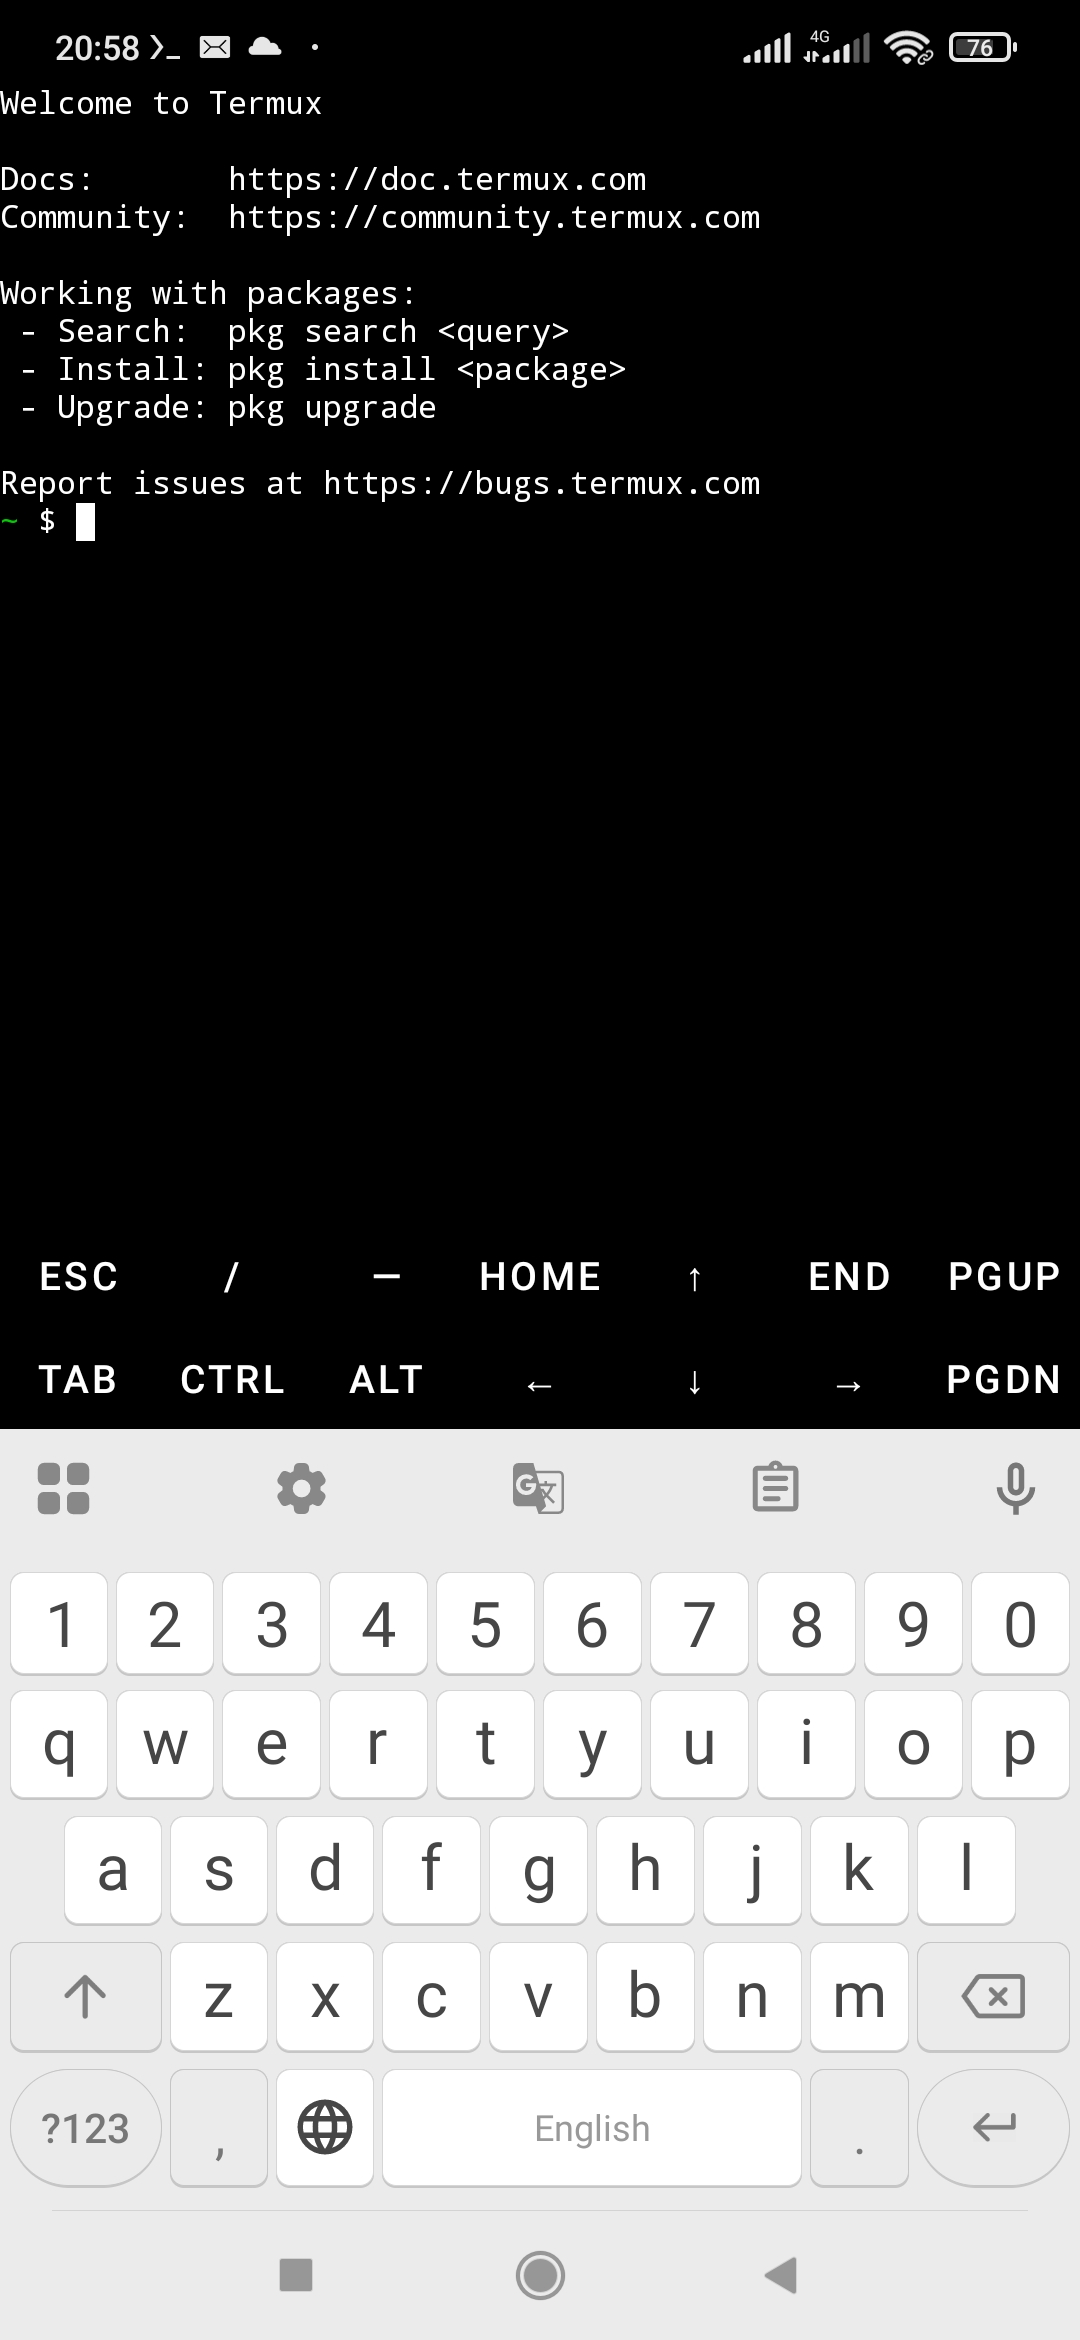 20:58
4G
76
Welcome to Termux
Docs:       https://doc.termux.com
Community:  https://community.termux.com
Working with packages:
 - Search:  pkg search <query>
 - Install: pkg install <package>
 - Upgrade: pkg upgrade
Report issues at https://bugs.termux.com
~ $
ESC / — HOME ↑ END PGUP
TAB CTRL ALT ← ↓ → PGDN
1 2 3 4 5 6 7 8 9 0
q w e r t y u i o p
a s d f g h j k l
z x c v b n m
?123 , English .